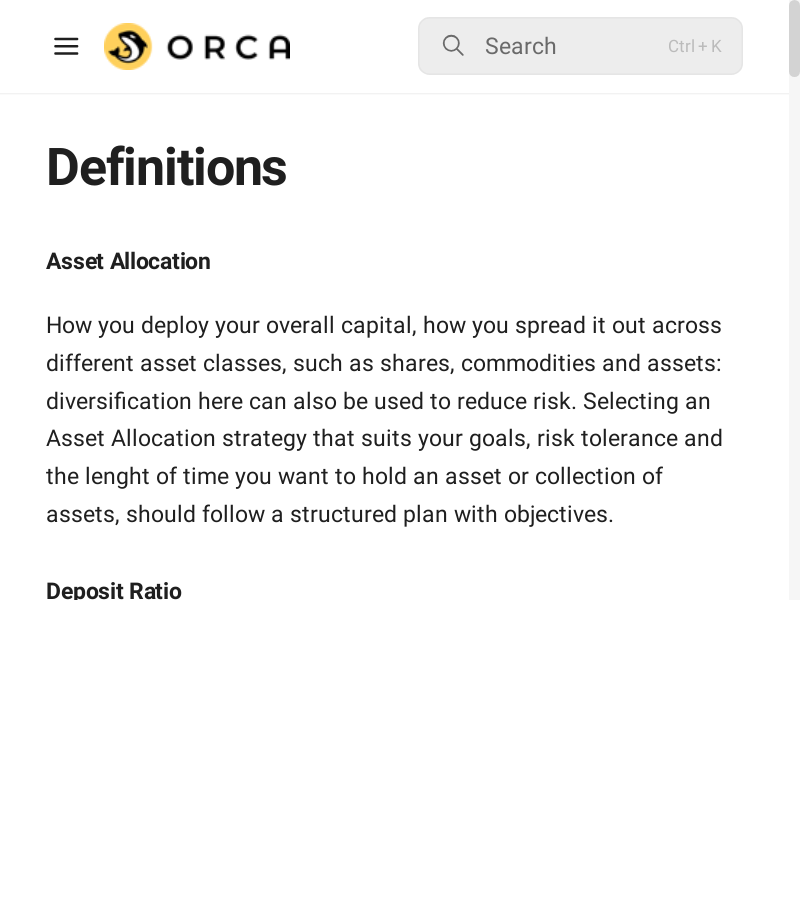 ORCA
Search
Ctrl + K
Definitions
Asset Allocation
How you deploy your overall capital, how you spread it out across
different asset classes, such as shares, commodities and assets:
diversification here can also be used to reduce risk. Selecting an
Asset Allocation strategy that suits your goals, risk tolerance and
the lenght of time you want to hold an asset or collection of
assets, should follow a structured plan with objectives.
Deposit Ratio